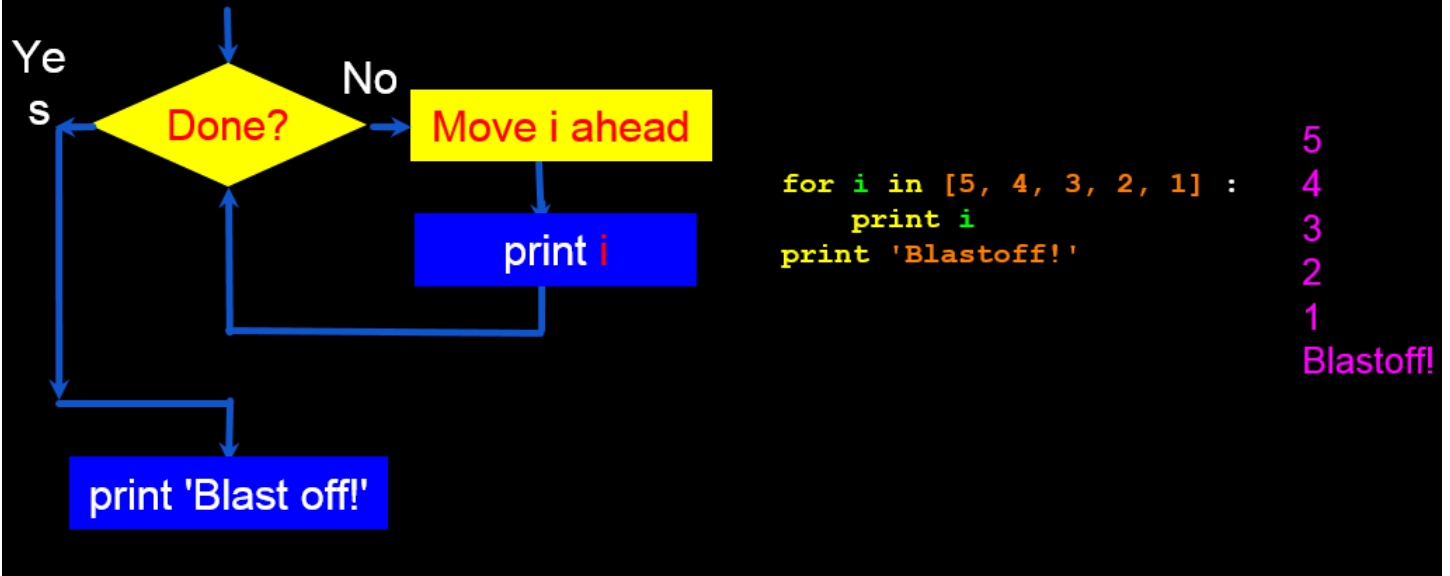 Ye
s
No
Done?
Move i ahead
print i
print 'Blast off!'
for i in [5, 4, 3, 2, 1] :
    print i
print 'Blastoff!'
5
4
3
2
1
Blastoff!